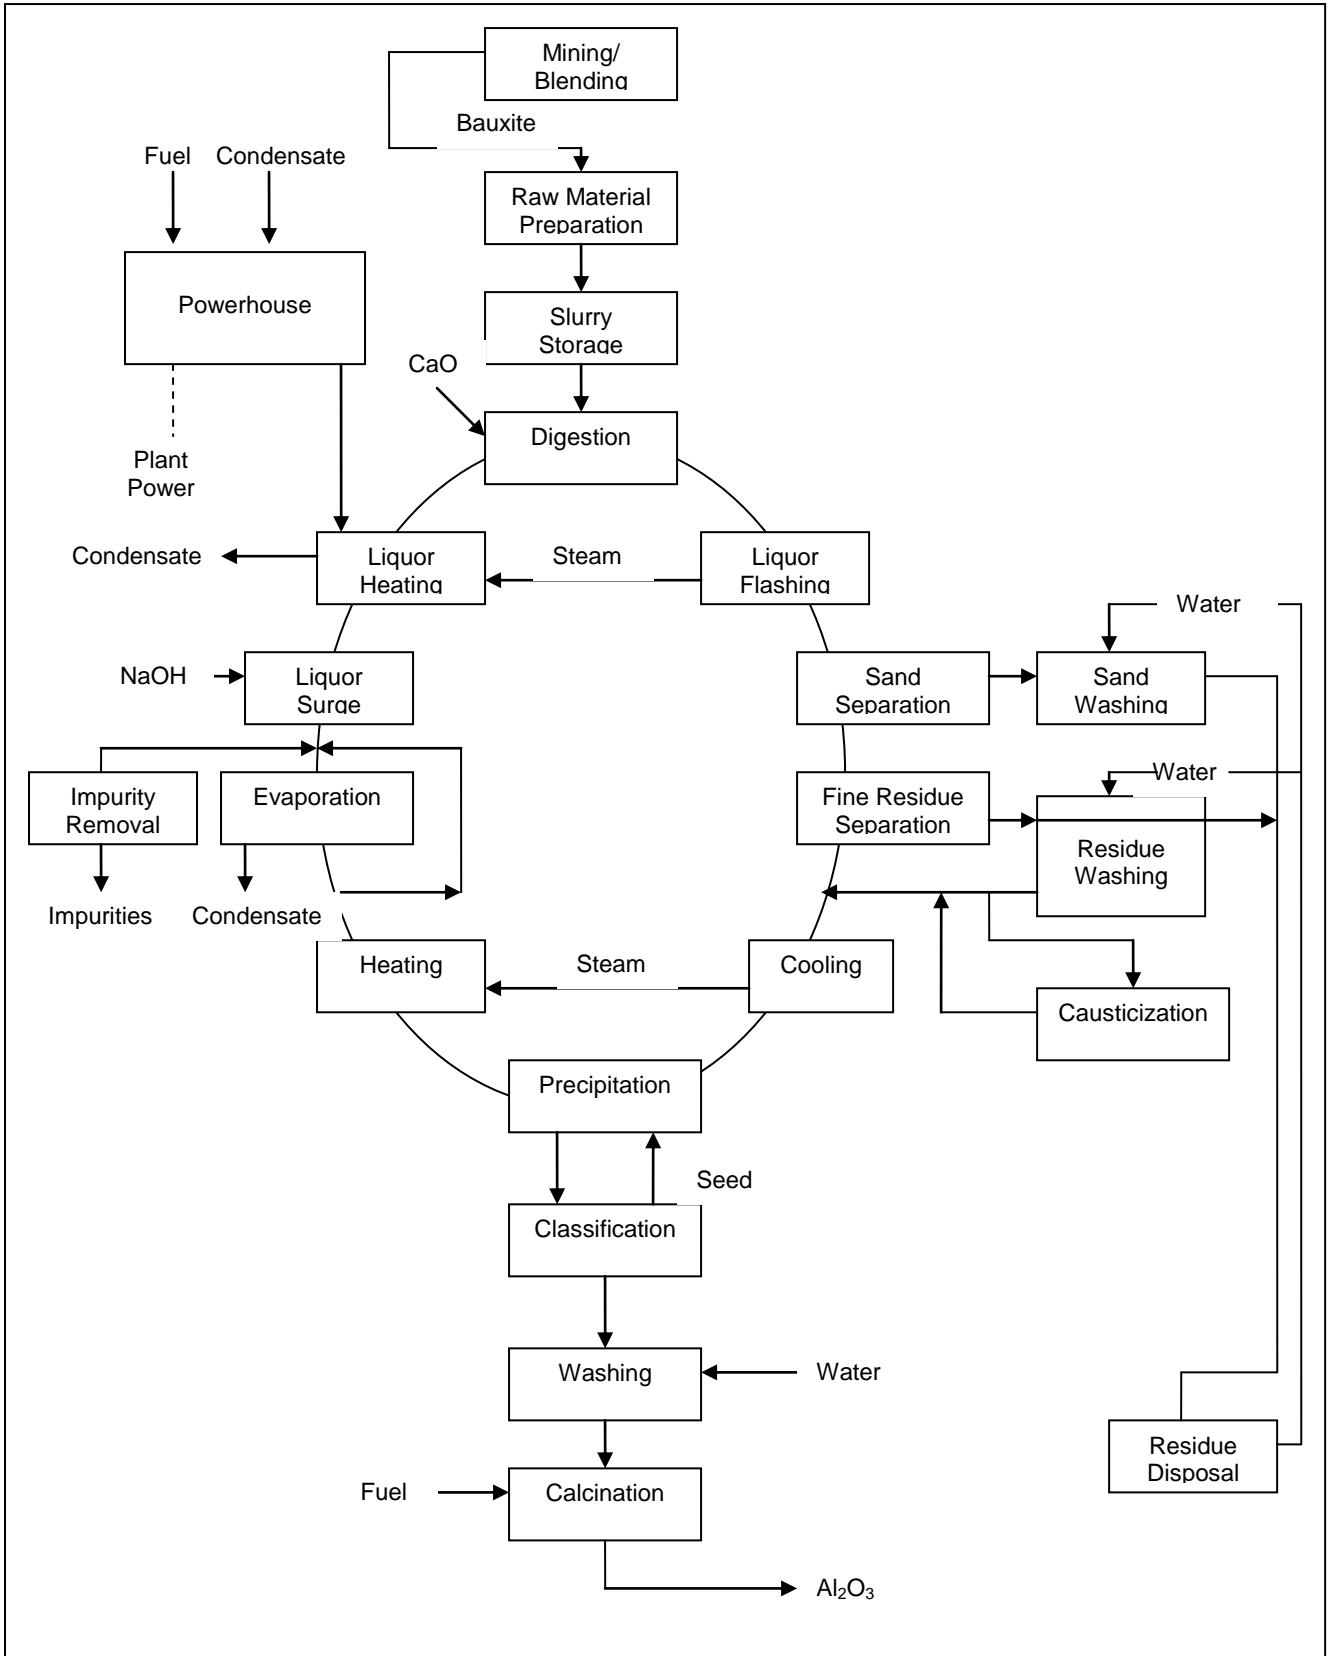 Mining/
Blending
Bauxite
Fuel
Condensate
Raw Material
Preparation
Powerhouse
Slurry
Storage
CaO
Digestion
Plant
Power
Condensate
Liquor
Heating
Steam
Liquor
Flashing
Water
NaOH
Liquor
Surge
Sand
Separation
Sand
Washing
Water
Impurity
Removal
Evaporation
Fine Residue
Separation
Residue
Washing
Impurities
Condensate
Heating
Steam
Cooling
Causticization
Precipitation
Seed
Classification
Washing
Water
Residue
Disposal
Fuel
Calcination
Al₂O₃